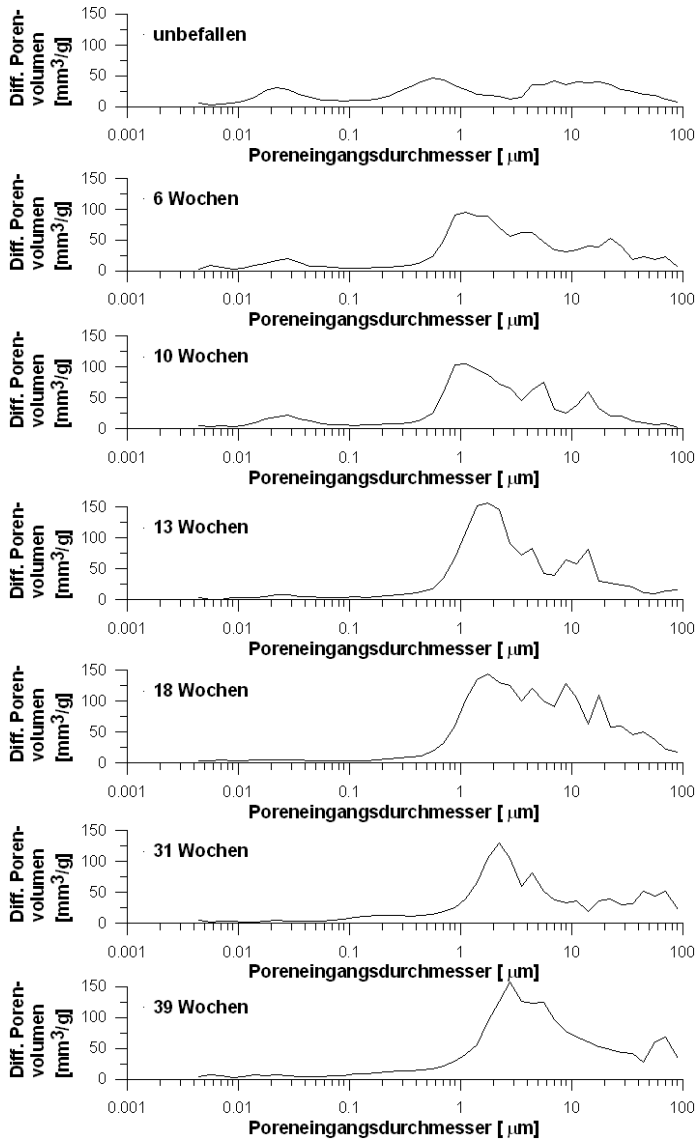 Diff. Poren-
volumen
[mm³/g]
150
100
50
0
unbefallen
0.001 0.01 0.1 1 10 100
Poreneingangsdurchmesser [ μm]
Diff. Poren-
volumen
[mm³/g]
150
100
50
0
6 Wochen
0.001 0.01 0.1 1 10 100
Poreneingangsdurchmesser [ μm]
Diff. Poren-
volumen
[mm³/g]
150
100
50
0
10 Wochen
0.001 0.01 0.1 1 10 100
Poreneingangsdurchmesser [ μm]
Diff. Poren-
volumen
[mm³/g]
150
100
50
0
13 Wochen
0.001 0.01 0.1 1 10 100
Poreneingangsdurchmesser [ μm]
Diff. Poren-
volumen
[mm³/g]
150
100
50
0
18 Wochen
0.001 0.01 0.1 1 10 100
Poreneingangsdurchmesser [ μm]
Diff. Poren-
volumen
[mm³/g]
150
100
50
0
31 Wochen
0.001 0.01 0.1 1 10 100
Poreneingangsdurchmesser [ μm]
Diff. Poren-
volumen
[mm³/g]
150
100
50
0
39 Wochen
0.001 0.01 0.1 1 10 100
Poreneingangsdurchmesser [ μm]